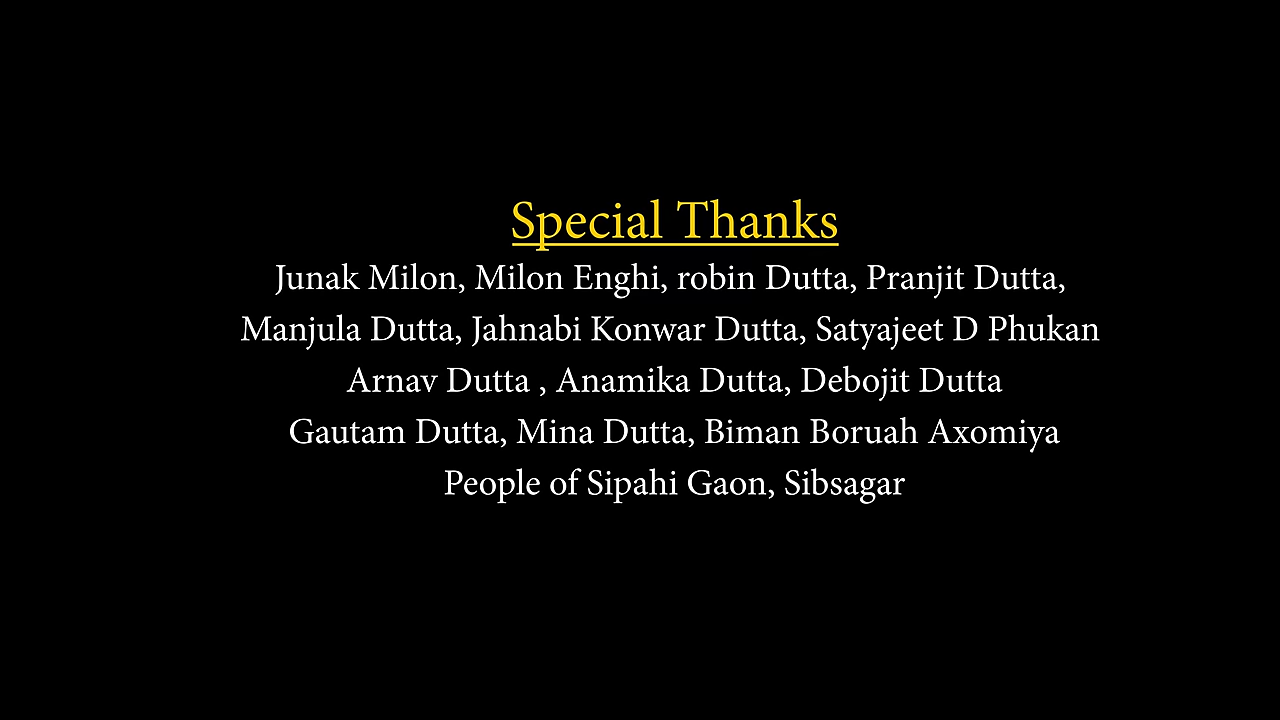 Special Thanks
Junak Milon, Milon Enghi, robin Dutta, Pranjit Dutta,
Manjula Dutta, Jahnabi Konwar Dutta, Satyajeet D Phukan
Arnav Dutta , Anamika Dutta, Debojit Dutta
Gautam Dutta, Mina Dutta, Biman Boruah Axomiya
People of Sipahi Gaon, Sibsagar